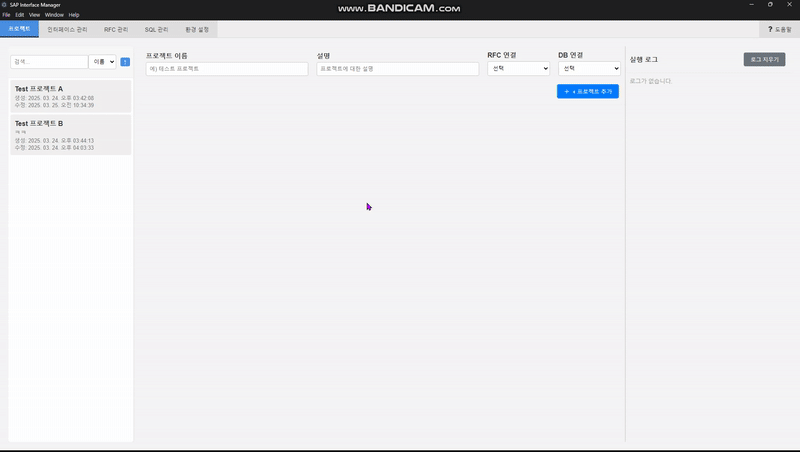 SAP Interface Manager
www.BANDICAM.com
File Edit View Window Help
프로젝트 인터페이스 관리 RFC 관리 SQL 관리 환경 설정 ? 도움말
검색... 이름
Test 프로젝트 A
생성: 2025. 03. 24. 오후 03:42:00
수정: 2025. 03. 25. 오전 10:34:39
Test 프로젝트 B
생성: 2025. 03. 24. 오후 03:44:13
수정: 2025. 03. 24. 오후 04:03:33
프로젝트 이름 설명 RFC 연결 DB 연결
예) 테스트 프로젝트 프로젝트에 대한 설명 선택 선택
+ + 프로젝트 추가
실행 로그 로그 지우기
로그가 없습니다.